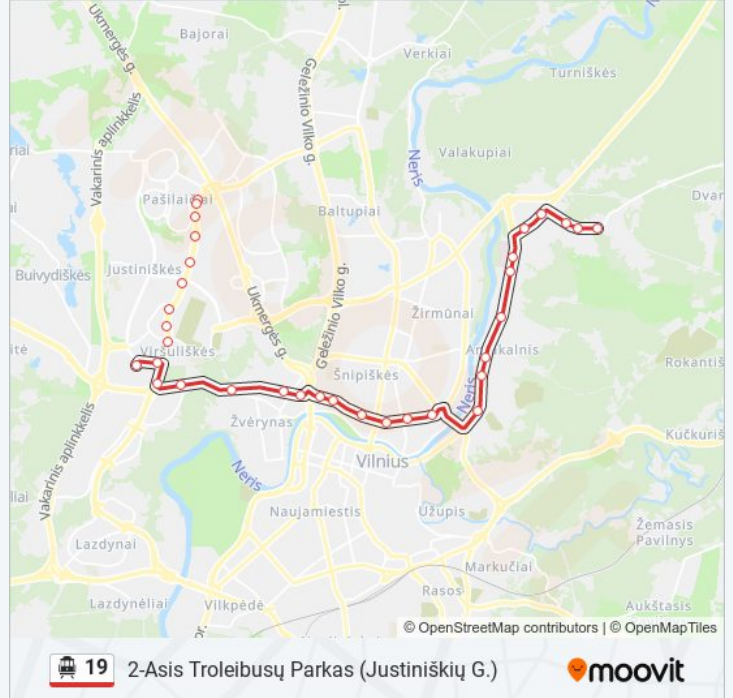 Ukmergės g.
Bajorai
Verkiai
Turniškės
Geležinio Vilko g.
Vakarinis aplinkkelis
Neris
Valakupiai
Pašilaičiai
Baltupiai
Dvar
Justiniškės
Buivydiškės
Ukmergės g.
Geležinio Vilko g.
Žirmūnai
Viršuliškės
Antakalnis
Rokantiš
Šnipiškės
Neris
Žvėrynas
Kučkuriš
Vakarinis aplinkkelis
Neris
Vilnius
Naujamiestis
Užupis
Žemasis
Pavilnys
Lazdynai
Markučiai
Rasos
Lazdynėliai
Vilkpėdė
Aukštasis
© OpenStreetMap contributors | © OpenMapTiles
19 2-Asis Troleibusų Parkas (Justiniškių G.) moovit